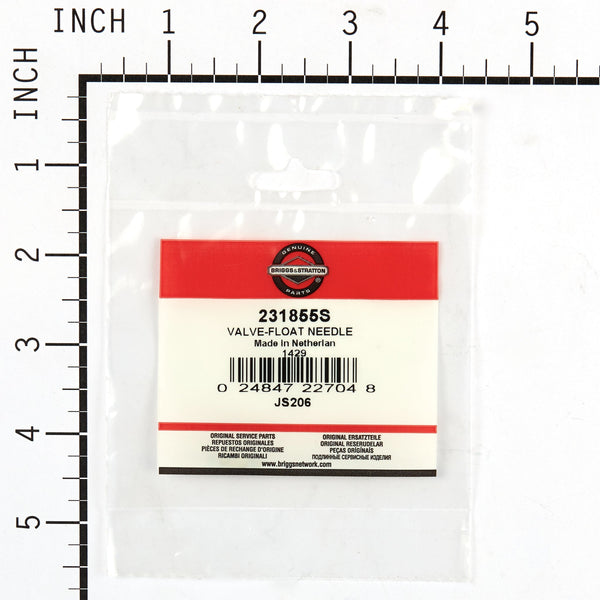 INCH 1 2 3 4 5
INCH
1
2
3
4
5
GENUINE
BRIGGS & STRATTON
PARTS
®
231855S
VALVE-FLOAT NEEDLE
Made In Netherlan
1429
0 24847 22704 8
JS206
ORIGINAL SERVICE PARTS
REPUESTOS ORIGINALES
PIÈCES DE RECHANGE D'ORIGINE
RICAMBI ORIGINALI
ORIGINAL ERSATZTEILE
ORIGINAL RESERUDELAR
PEÇAS ORIGÍNAIS
ПОДЛИННЫЕ СЕРВИСНЫЕ ИЗДЕЛИЯ
www.briggsnetwork.com